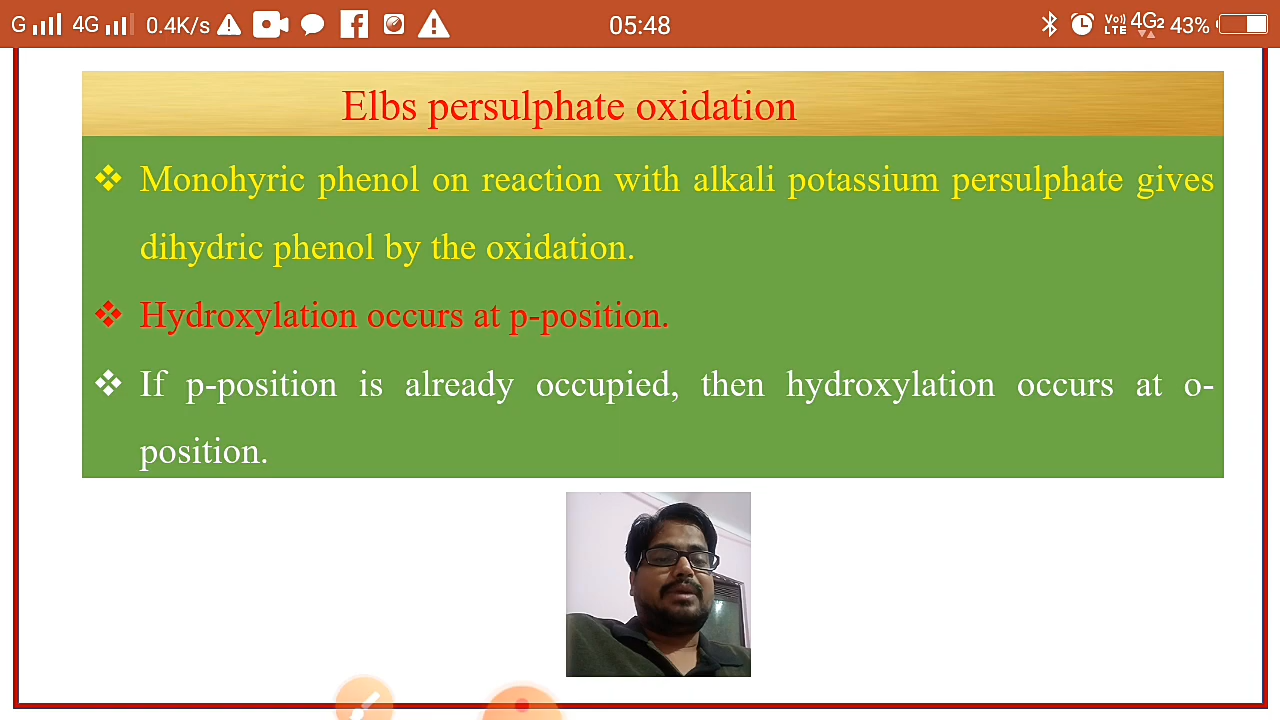 G 4G 0.4K/s 05:48 Vo)) LTE 4G2 43%
Elbs persulphate oxidation
Monohyric phenol on reaction with alkali potassium persulphate gives
dihydric phenol by the oxidation.
Hydroxylation occurs at p-position.
If p-position is already occupied, then hydroxylation occurs at o-
position.